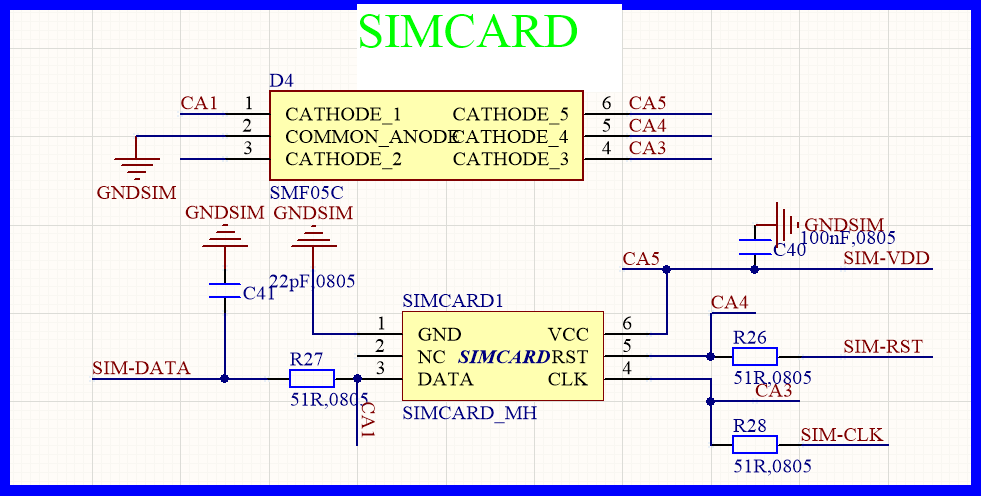 SIMCARD
D4
CA1 1 CATHODE_1 CATHODE_5 6 CA5
2 COMMON_ANODE CATHODE_4 5 CA4
3 CATHODE_2 CATHODE_3 4 CA3
GNDSIM
SMF05C
GNDSIM GNDSIM
GNDSIM
100nF,0805
C40
CA5 SIM-VDD
22pF,0805
C41
SIMCARD1
CA4
1 GND VCC 6
2 NC SIMCARD RST 5
3 DATA CLK 4
R26
SIM-RST
51R,0805
SIM-DATA
R27
51R,0805
CA1
CA3
SIMCARD_MH
R28
SIM-CLK
51R,0805